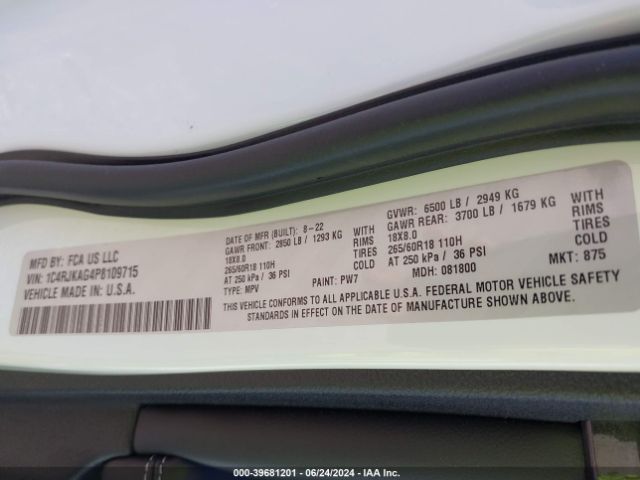 MFD BY: FCA US LLC
VIN: 1C4RJKAG4P8109715
VEHICLE MADE IN: U.S.A.
DATE OF MFR (BUILT): 8-22
GAWR FRONT: 2850 LB / 1293 KG
18X8.0
265/60R18 110H
AT 250 kPa / 36 PSI
TYPE: MPV
WITH
RIMS
TIRES
COLD
PAINT: PW7
GVWR: 6500 LB / 2949 KG
GAWR REAR: 3700 LB / 1679 KG
18X8.0
265/60R18 110H
AT 250 kPa / 36 PSI
MDH: 081800
WITH
RIMS
TIRES
COLD
MKT: 875
THIS VEHICLE CONFORMS TO ALL APPLICABLE U.S.A. FEDERAL MOTOR VEHICLE SAFETY
STANDARDS IN EFFECT ON THE DATE OF MANUFACTURE SHOWN ABOVE.
000-39681201 - 06/24/2024 - IAA Inc.